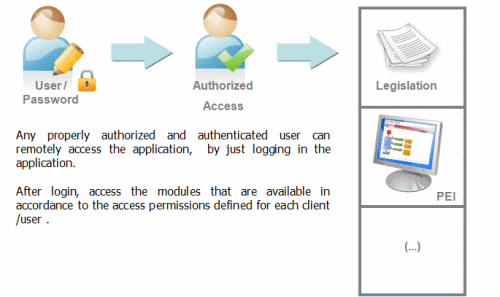 User/
Password
Authorized
Access
Legislation
PEI
(...)
Any properly authorized and authenticated user can
remotely access the application, by just logging in the
application.
After login, access the modules that are available in
accordance to the access permissions defined for each client
/user .